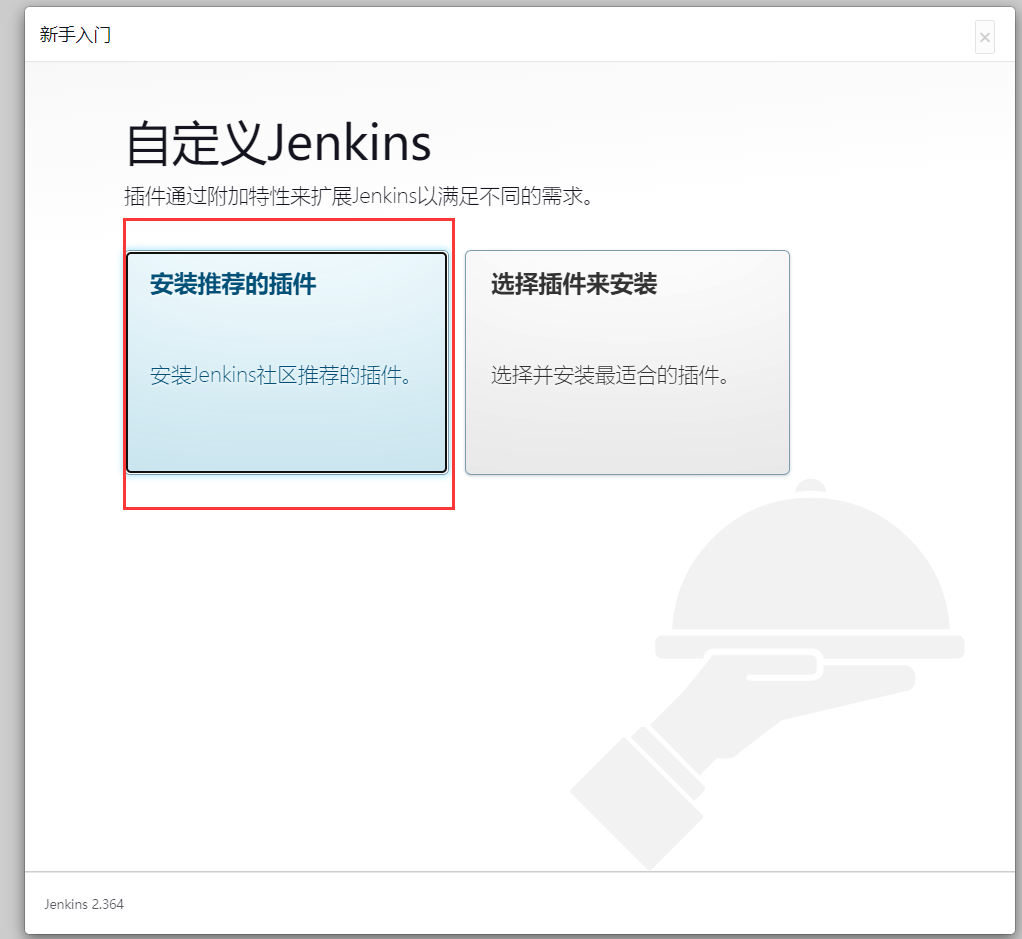 新手入门
×
自定义Jenkins
插件通过附加特性来扩展Jenkins以满足不同的需求。
安装推荐的插件
安装Jenkins社区推荐的插件。
选择插件来安装
选择并安装最适合的插件。
Jenkins 2.364